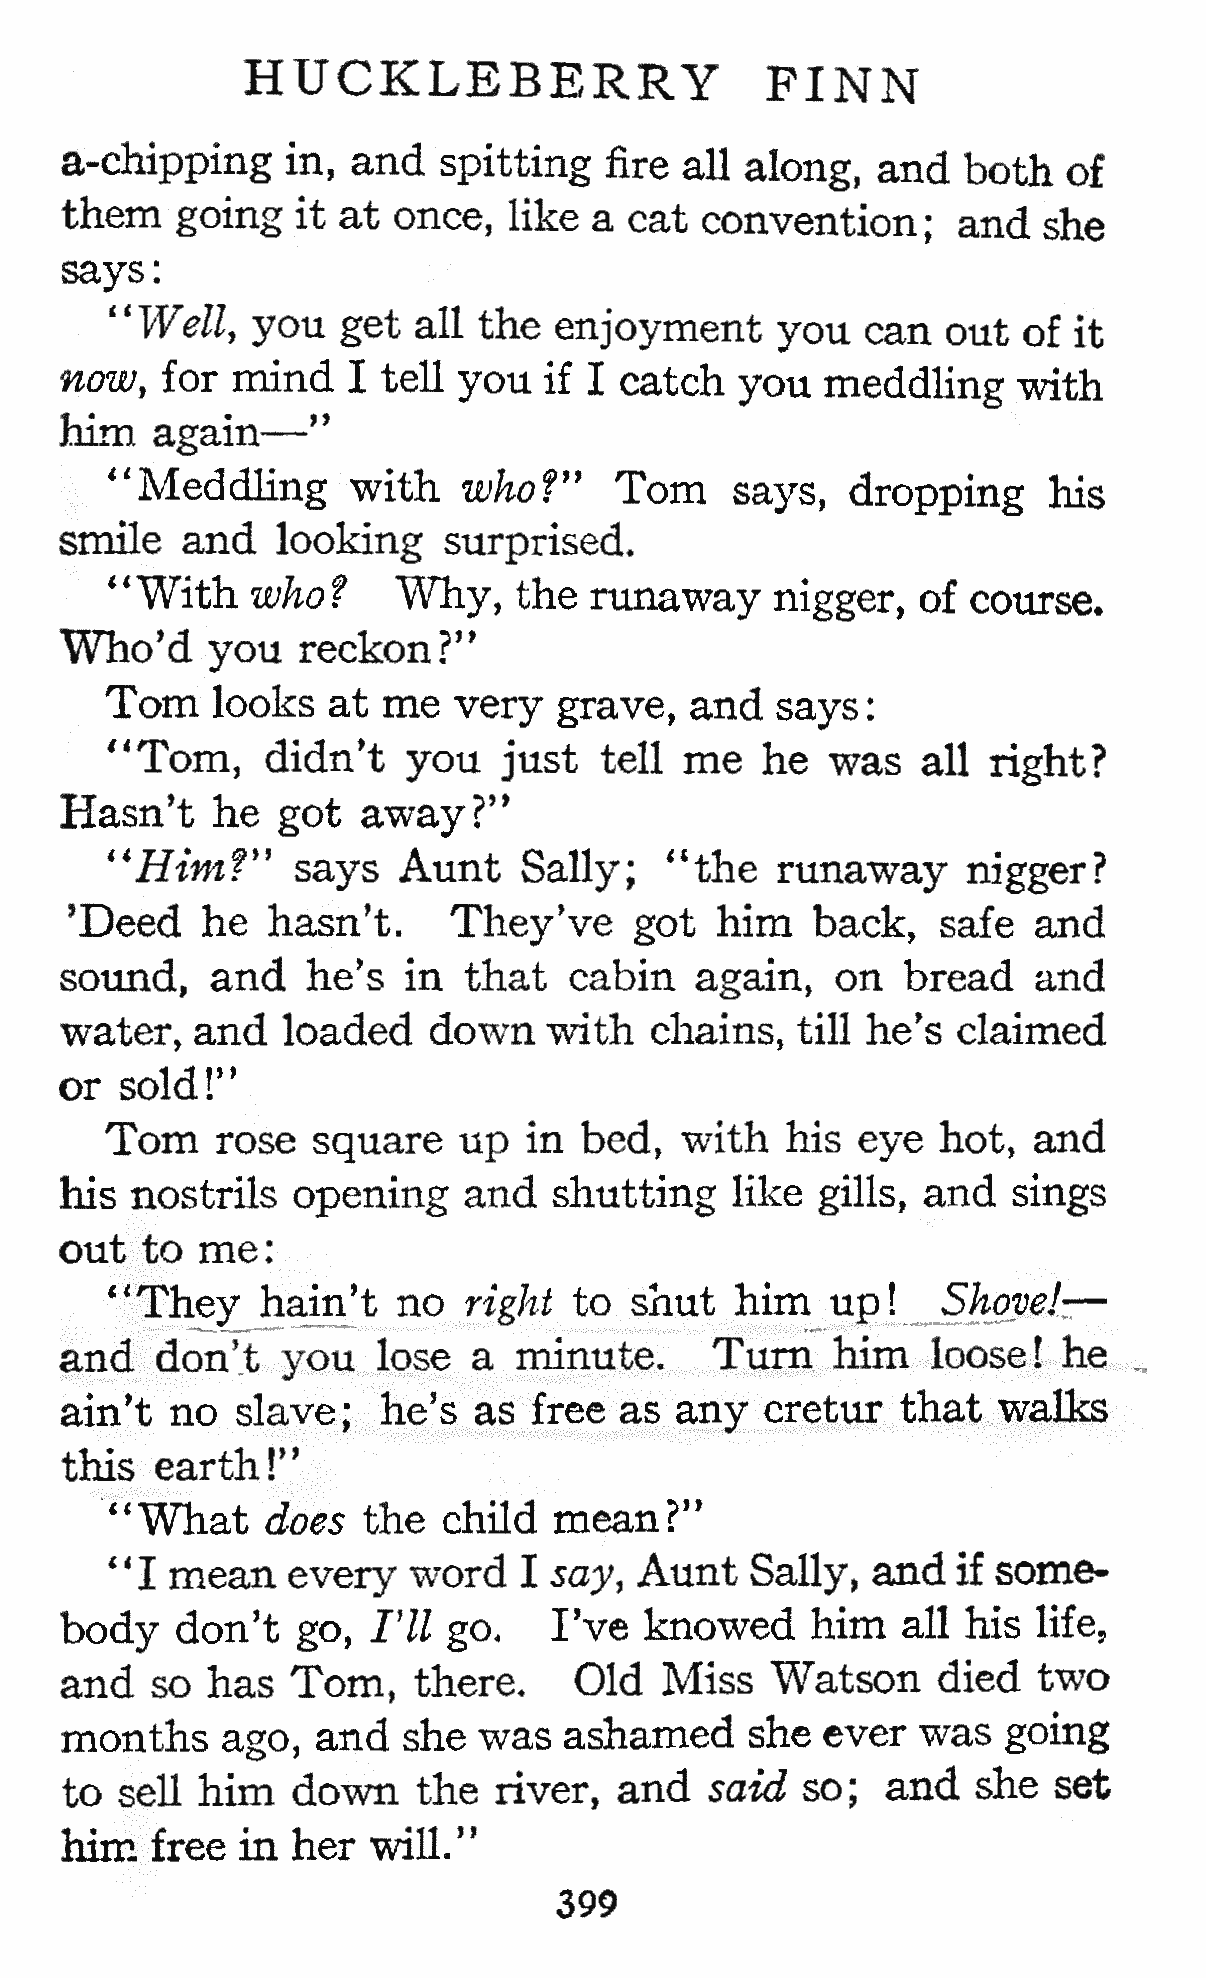 HUCKLEBERRY FINN
a-chipping in, and spitting fire all along, and both of
them going it at once, like a cat convention; and she
says:
"Well, you get all the enjoyment you can out of it
now, for mind I tell you if I catch you meddling with
him again—"
"Meddling with who?" Tom says, dropping his
smile and looking surprised.
"With who? Why, the runaway nigger, of course.
Who'd you reckon?"
Tom looks at me very grave, and says:
"Tom, didn't you just tell me he was all right?
Hasn't he got away?"
"Him?" says Aunt Sally; "the runaway nigger?
'Deed he hasn't. They've got him back, safe and
sound, and he's in that cabin again, on bread and
water, and loaded down with chains, till he's claimed
or sold!"
Tom rose square up in bed, with his eye hot, and
his nostrils opening and shutting like gills, and sings
out to me:
"They hain't no right to shut him up! Shove!—
and don't you lose a minute. Turn him loose! he
ain't no slave; he's as free as any cretur that walks
this earth!"
"What does the child mean?"
"I mean every word I say, Aunt Sally, and if some-
body don't go, I'll go. I've knowed him all his life,
and so has Tom, there. Old Miss Watson died two
months ago, and she was ashamed she ever was going
to sell him down the river, and said so; and she set
him free in her will."
399